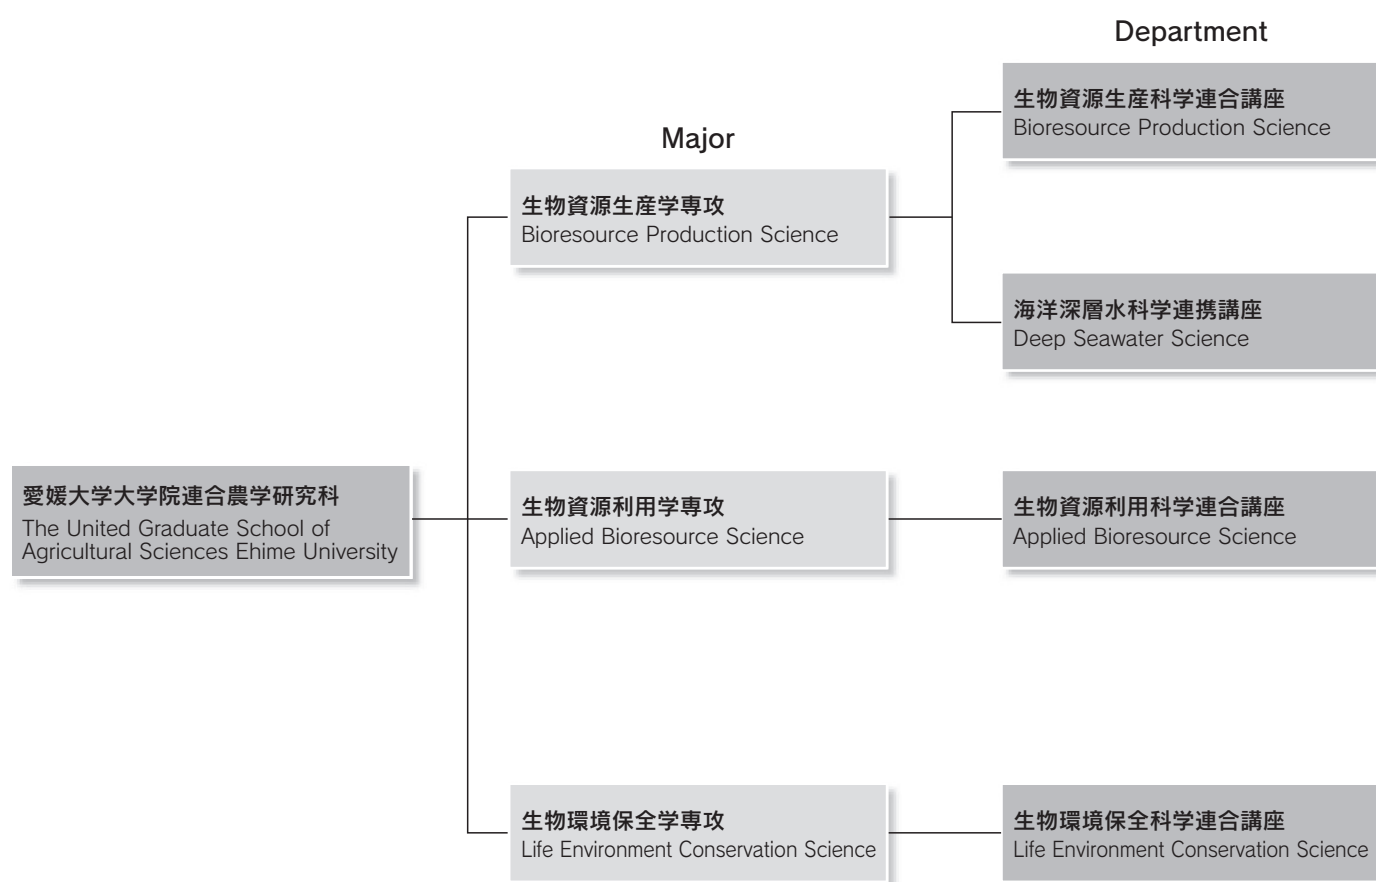 Department
生物資源生産科学連合講座
Bioresource Production Science
Major
生物資源生産学専攻
Bioresource Production Science
海洋深層水科学連携講座
Deep Seawater Science
愛媛大学大学院連合農学研究科
The United Graduate School of
Agricultural Sciences Ehime University
生物資源利用学専攻
Applied Bioresource Science
生物資源利用科学連合講座
Applied Bioresource Science
生物環境保全学専攻
Life Environment Conservation Science
生物環境保全科学連合講座
Life Environment Conservation Science